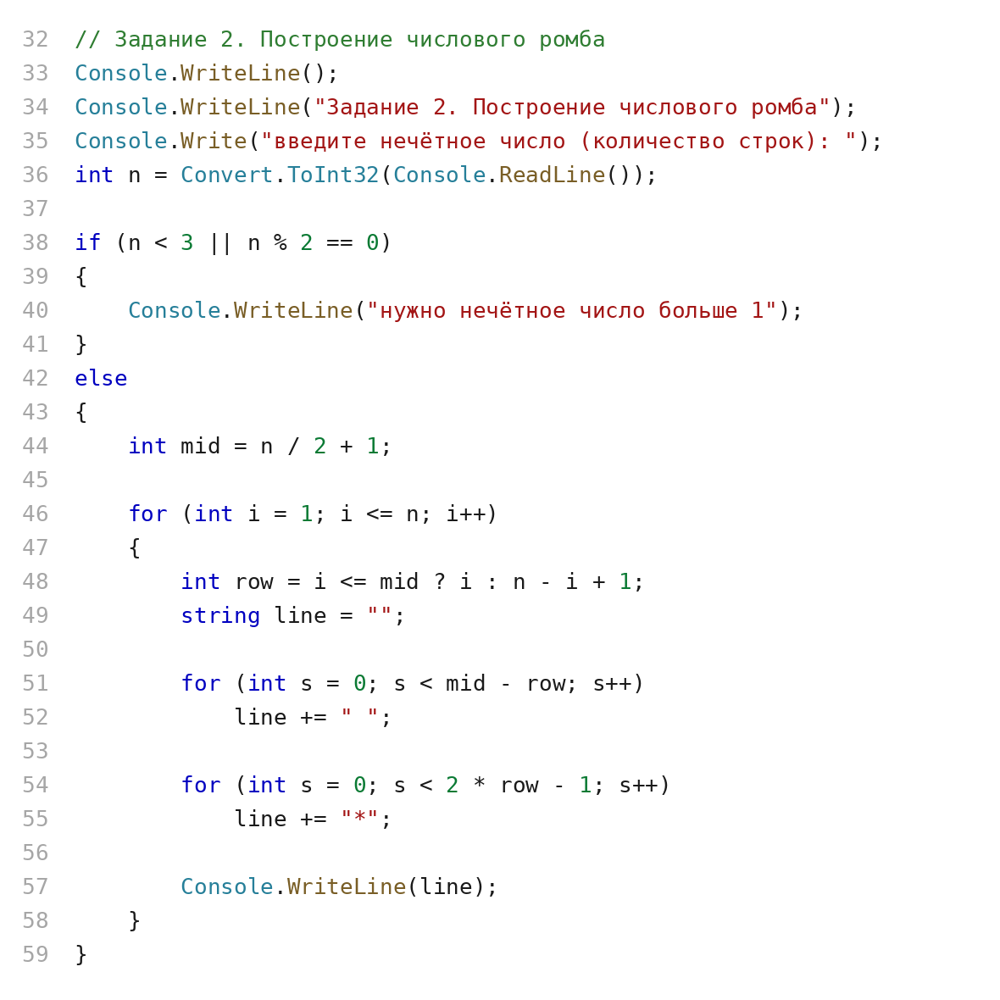 32 // Задание 2. Построение числового ромба
33 Console.WriteLine();
34 Console.WriteLine("Задание 2. Построение числового ромба");
35 Console.Write("введите нечётное число (количество строк): ");
36 int n = Convert.ToInt32(Console.ReadLine());
37
38 if (n < 3 || n % 2 == 0)
39 {
40     Console.WriteLine("нужно нечётное число больше 1");
41 }
42 else
43 {
44     int mid = n / 2 + 1;
45
46     for (int i = 1; i <= n; i++)
47     {
48         int row = i <= mid ? i : n - i + 1;
49         string line = "";
50
51         for (int s = 0; s < mid - row; s++)
52             line += " ";
53
54         for (int s = 0; s < 2 * row - 1; s++)
55             line += "*";
56
57         Console.WriteLine(line);
58     }
59 }